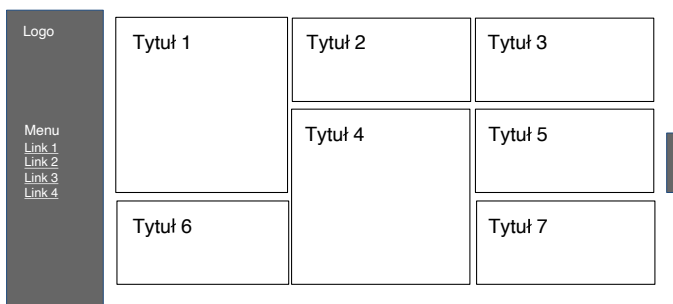 Logo
Menu
Link 1
Link 2
Link 3
Link 4
Tytuł 1
Tytuł 2
Tytuł 3
Tytuł 4
Tytuł 5
Tytuł 6
Tytuł 7